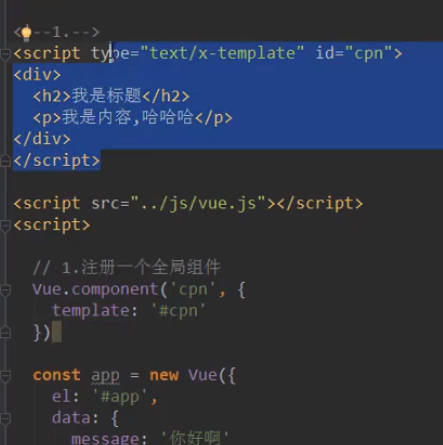 <!--1.-->
<script type="text/x-template" id="cpn">
<div>
<h2>我是标题</h2>
<p>我是内容,哈哈哈</p>
</div>
</script>
<script src="../js/vue.js"></script>
<script>
// 1.注册一个全局组件
Vue.component('cpn', {
template: '#cpn'
})
const app = new Vue({
el: '#app',
data: {
message: '你好啊'